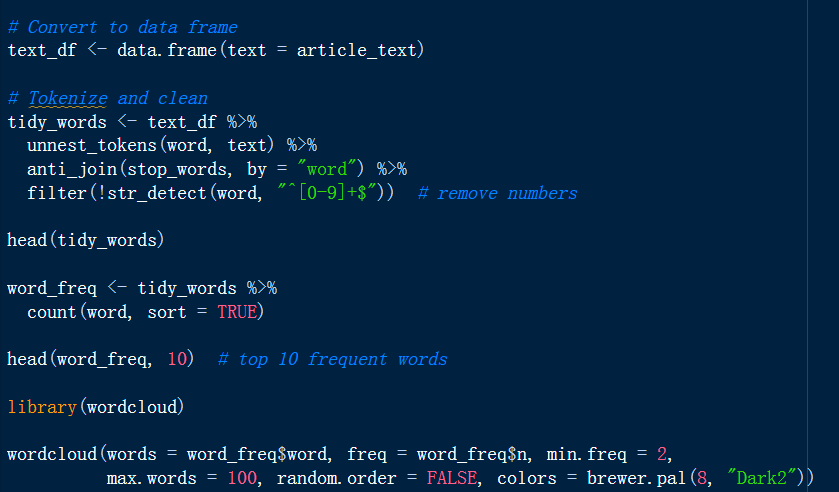 # Convert to data frame
text_df <- data.frame(text = article_text)
# Tokenize and clean
tidy_words <- text_df %>%
  unnest_tokens(word, text) %>%
  anti_join(stop_words, by = "word") %>%
  filter(!str_detect(word, "^[0-9]+$"))  # remove numbers
head(tidy_words)
word_freq <- tidy_words %>%
  count(word, sort = TRUE)
head(word_freq, 10)  # top 10 frequent words
library(wordcloud)
wordcloud(words = word_freq$word, freq = word_freq$n, min.freq = 2,
          max.words = 100, random.order = FALSE, colors = brewer.pal(8, "Dark2"))